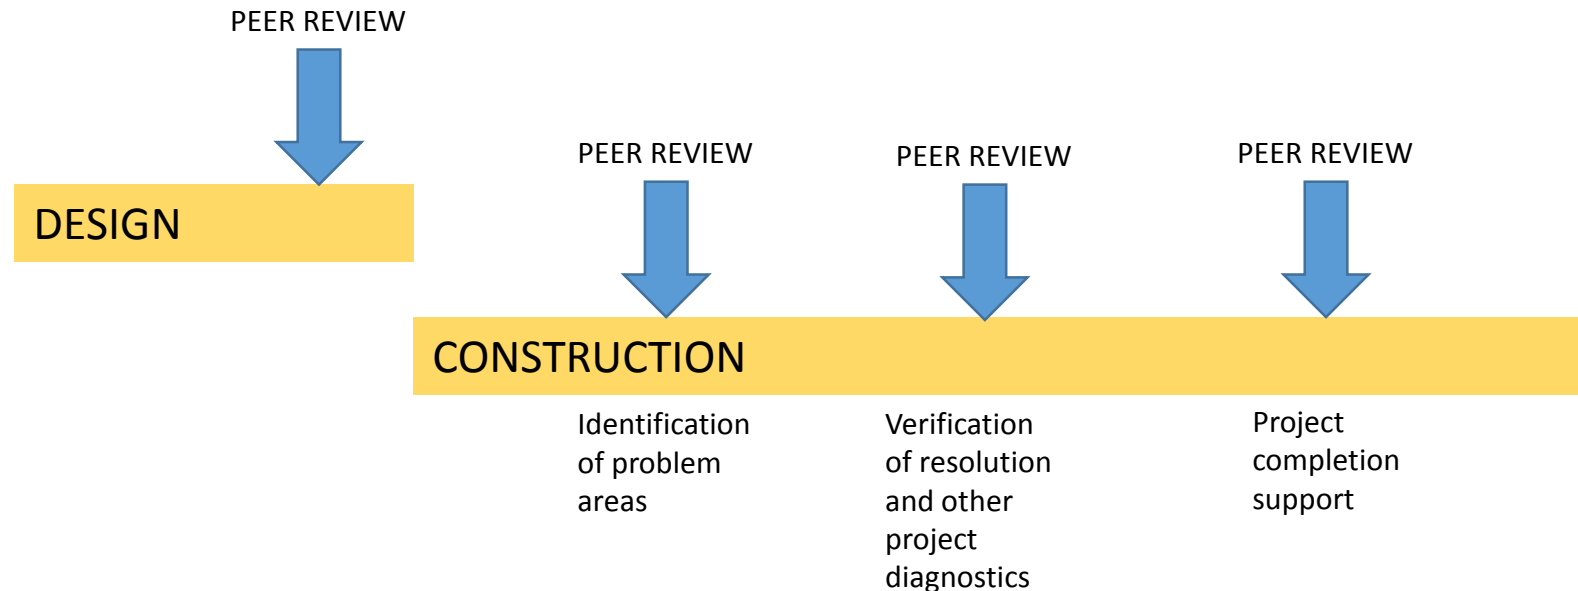 PEER REVIEW
DESIGN
PEER REVIEW
PEER REVIEW
PEER REVIEW
CONSTRUCTION
Identification
of problem
areas
Verification
of resolution
and other
project
diagnostics
Project
completion
support